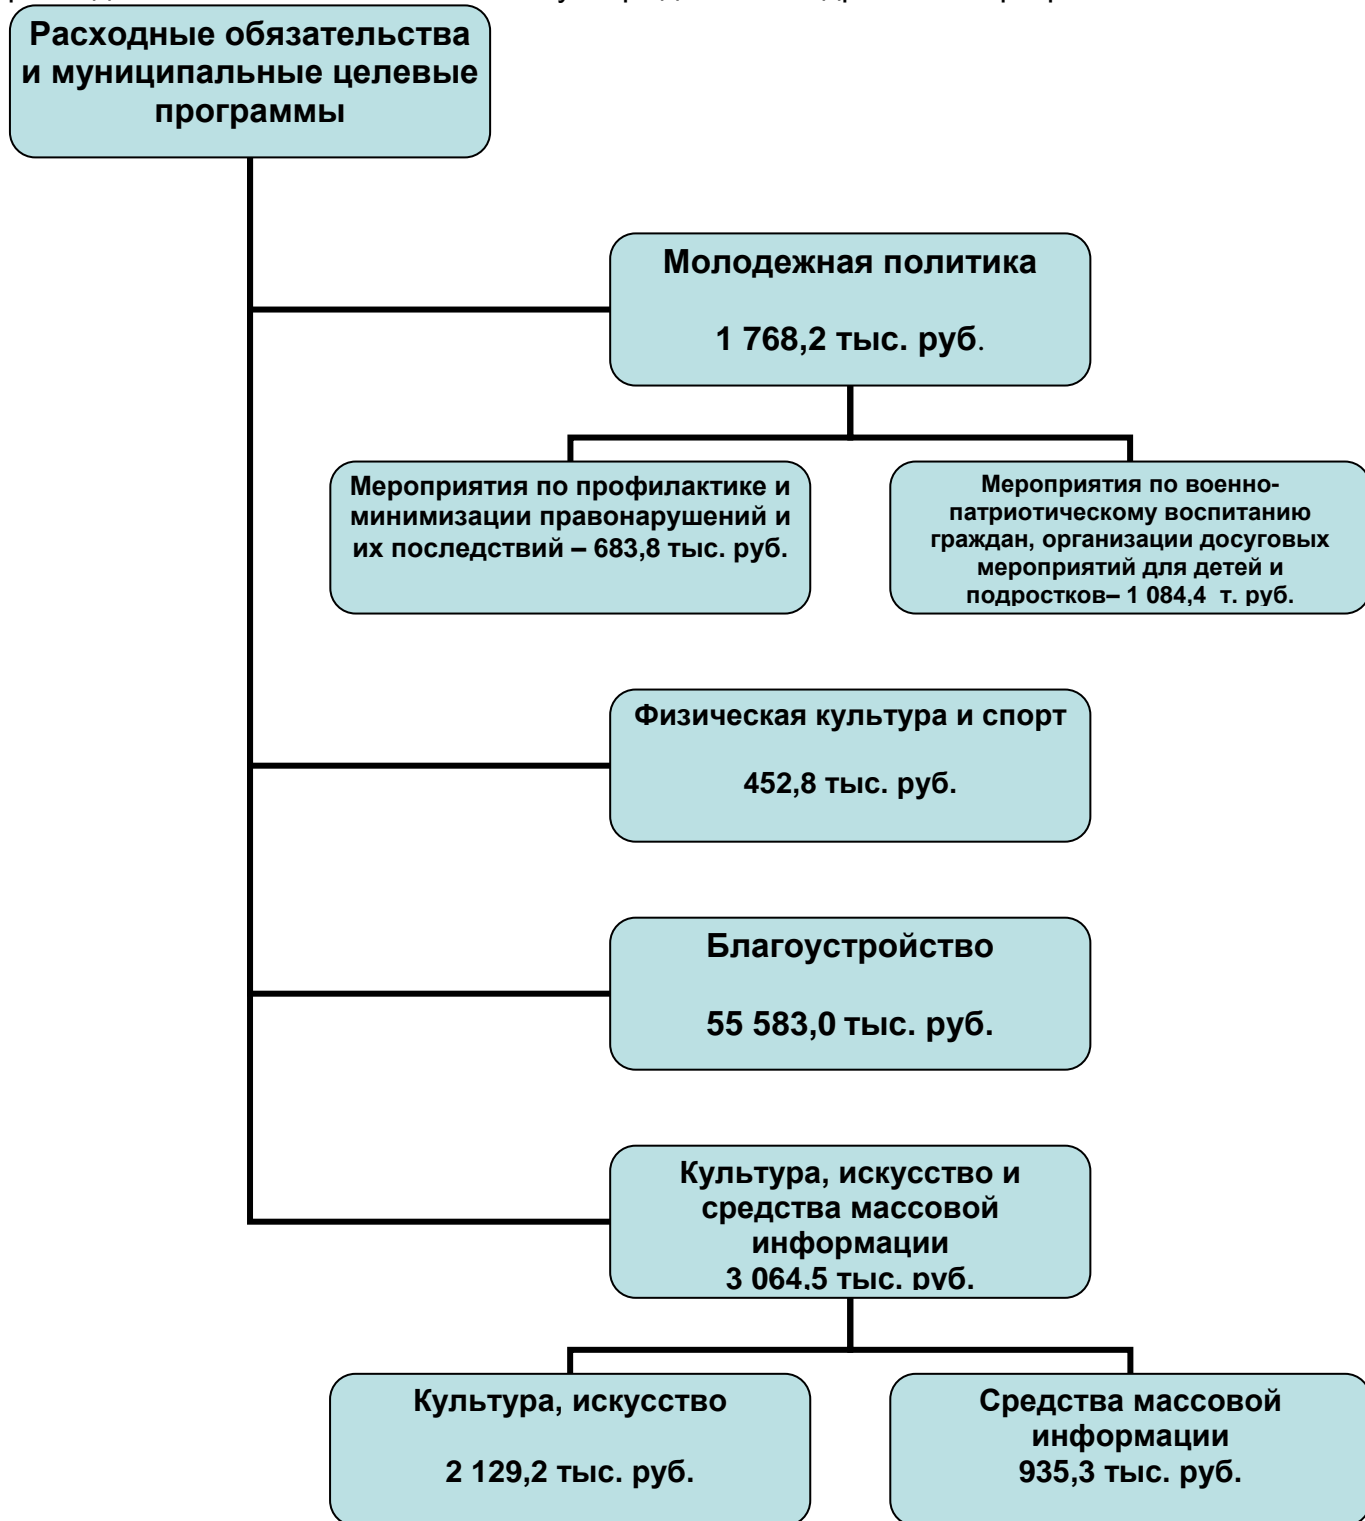 Расходные обязательства
и муниципальные целевые
программы
Молодежная политика
1 768,2 тыс. руб.
Мероприятия по профилактике и
минимизации правонарушений и
их последствий – 683,8 тыс. руб.
Мероприятия по военно-
патриотическому воспитанию
граждан, организации досуговых
мероприятий для детей и
подростков– 1 084,4 т. руб.
Физическая культура и спорт
452,8 тыс. руб.
Благоустройство
55 583,0 тыс. руб.
Культура, искусство и
средства массовой
информации
3 064,5 тыс. руб.
Культура, искусство
2 129,2 тыс. руб.
Средства массовой
информации
935,3 тыс. руб.